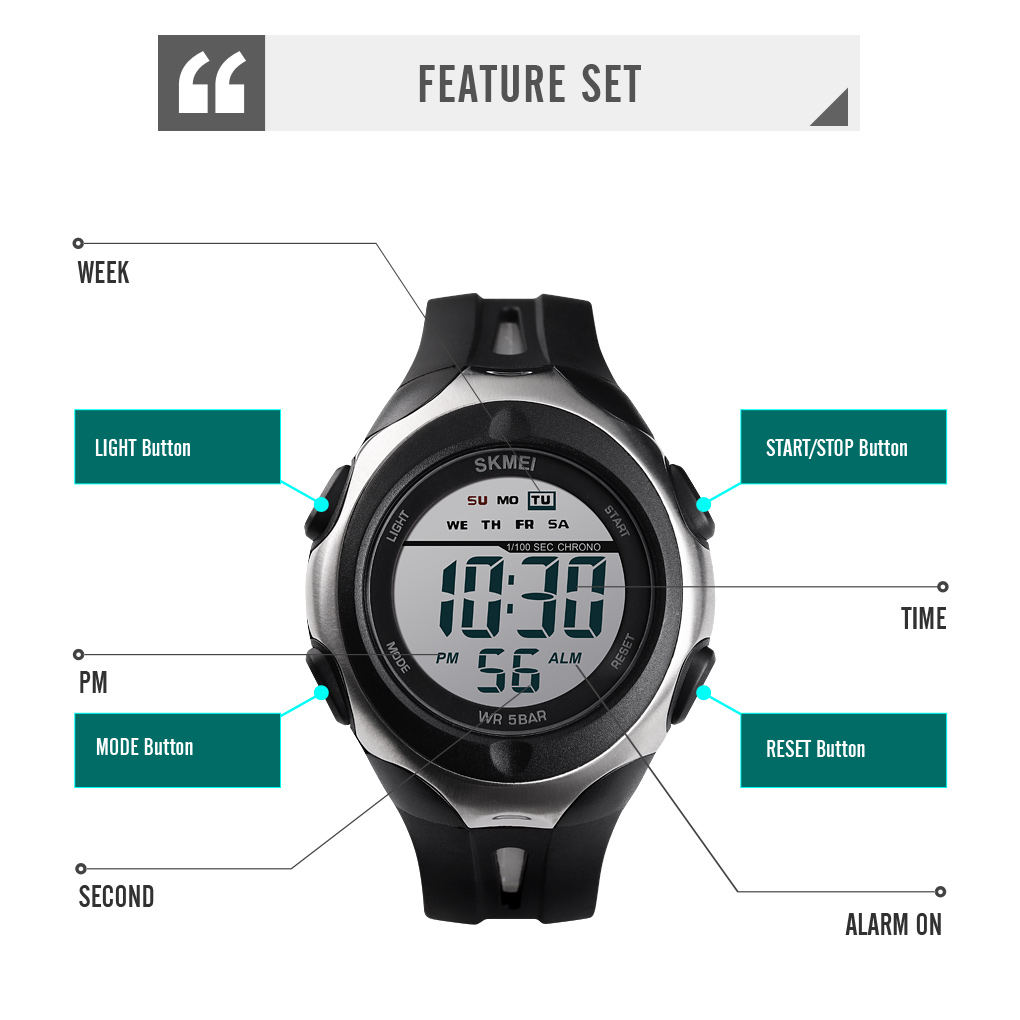 “
FEATURE SET
WEEK
LIGHT Button
START/STOP Button
SKMEI
SU MO TU
LIGHT
START
WE TH FR SA
1/100 SEC CHRONO
10:30
TIME
MODE
RESET
PM 56 ALM
PM
WR 5BAR
MODE Button
RESET Button
SECOND
ALARM ON